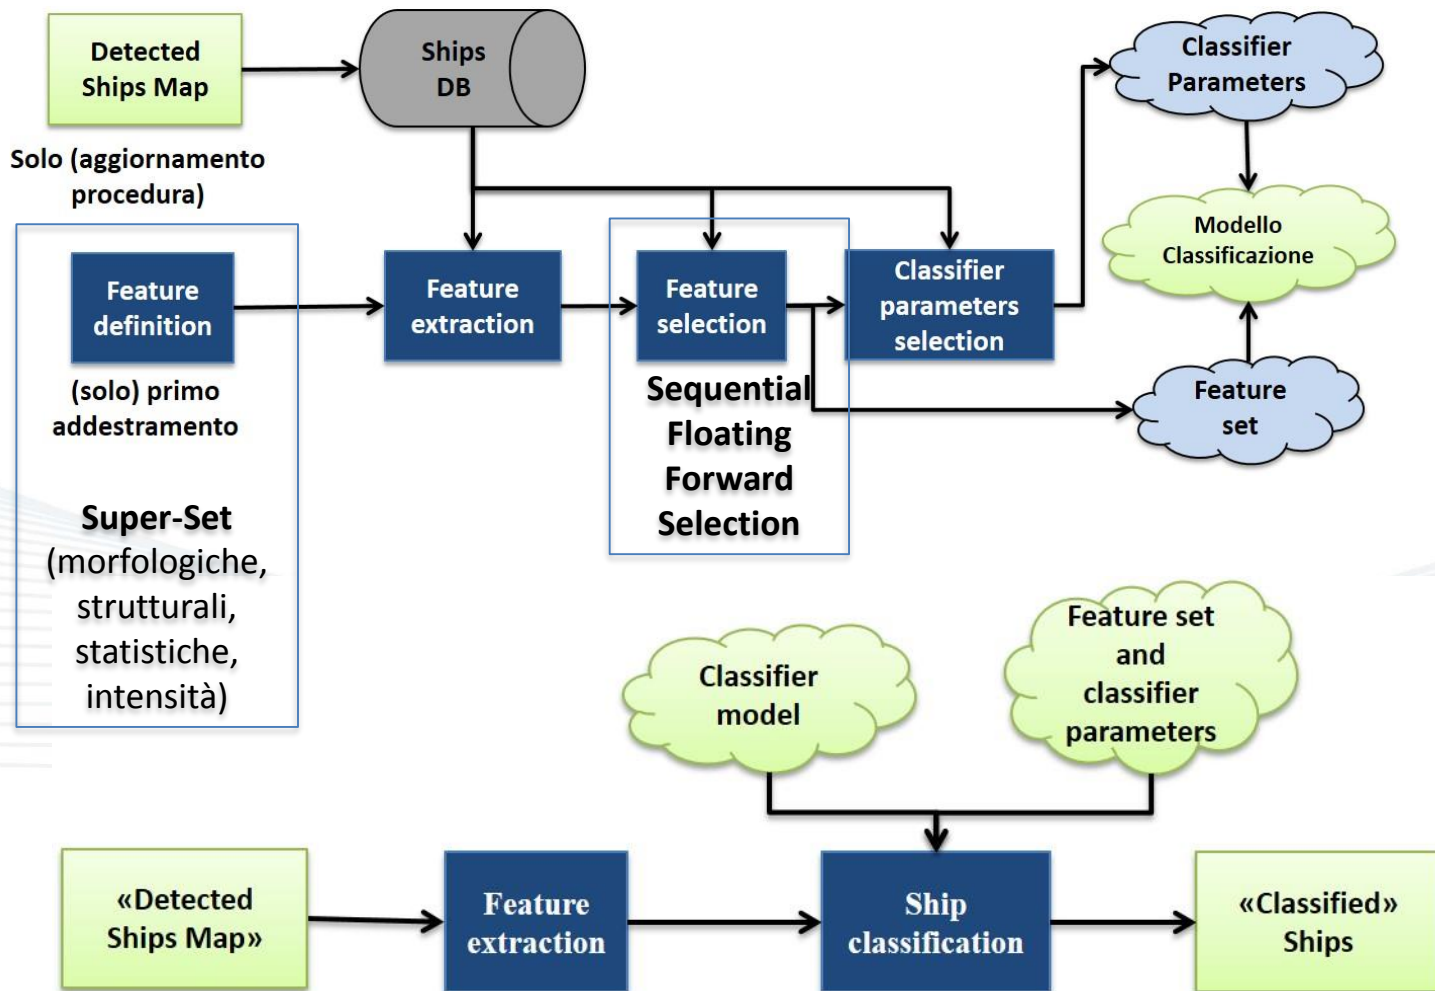 Detected
Ships Map
Ships
DB
Classifier
Parameters
Solo (aggiornamento
procedura)
Modello
Classificazione
Feature
definition
Feature
extraction
Feature
selection
Classifier
parameters
selection
(solo) primo
addestramento
Sequential
Floating
Forward
Selection
Feature
set
Super-Set
(morfologiche,
strutturali,
statistiche,
intensità)
Classifier
model
Feature set
and
classifier
parameters
«Detected
Ships Map»
Feature
extraction
Ship
classification
«Classified»
Ships